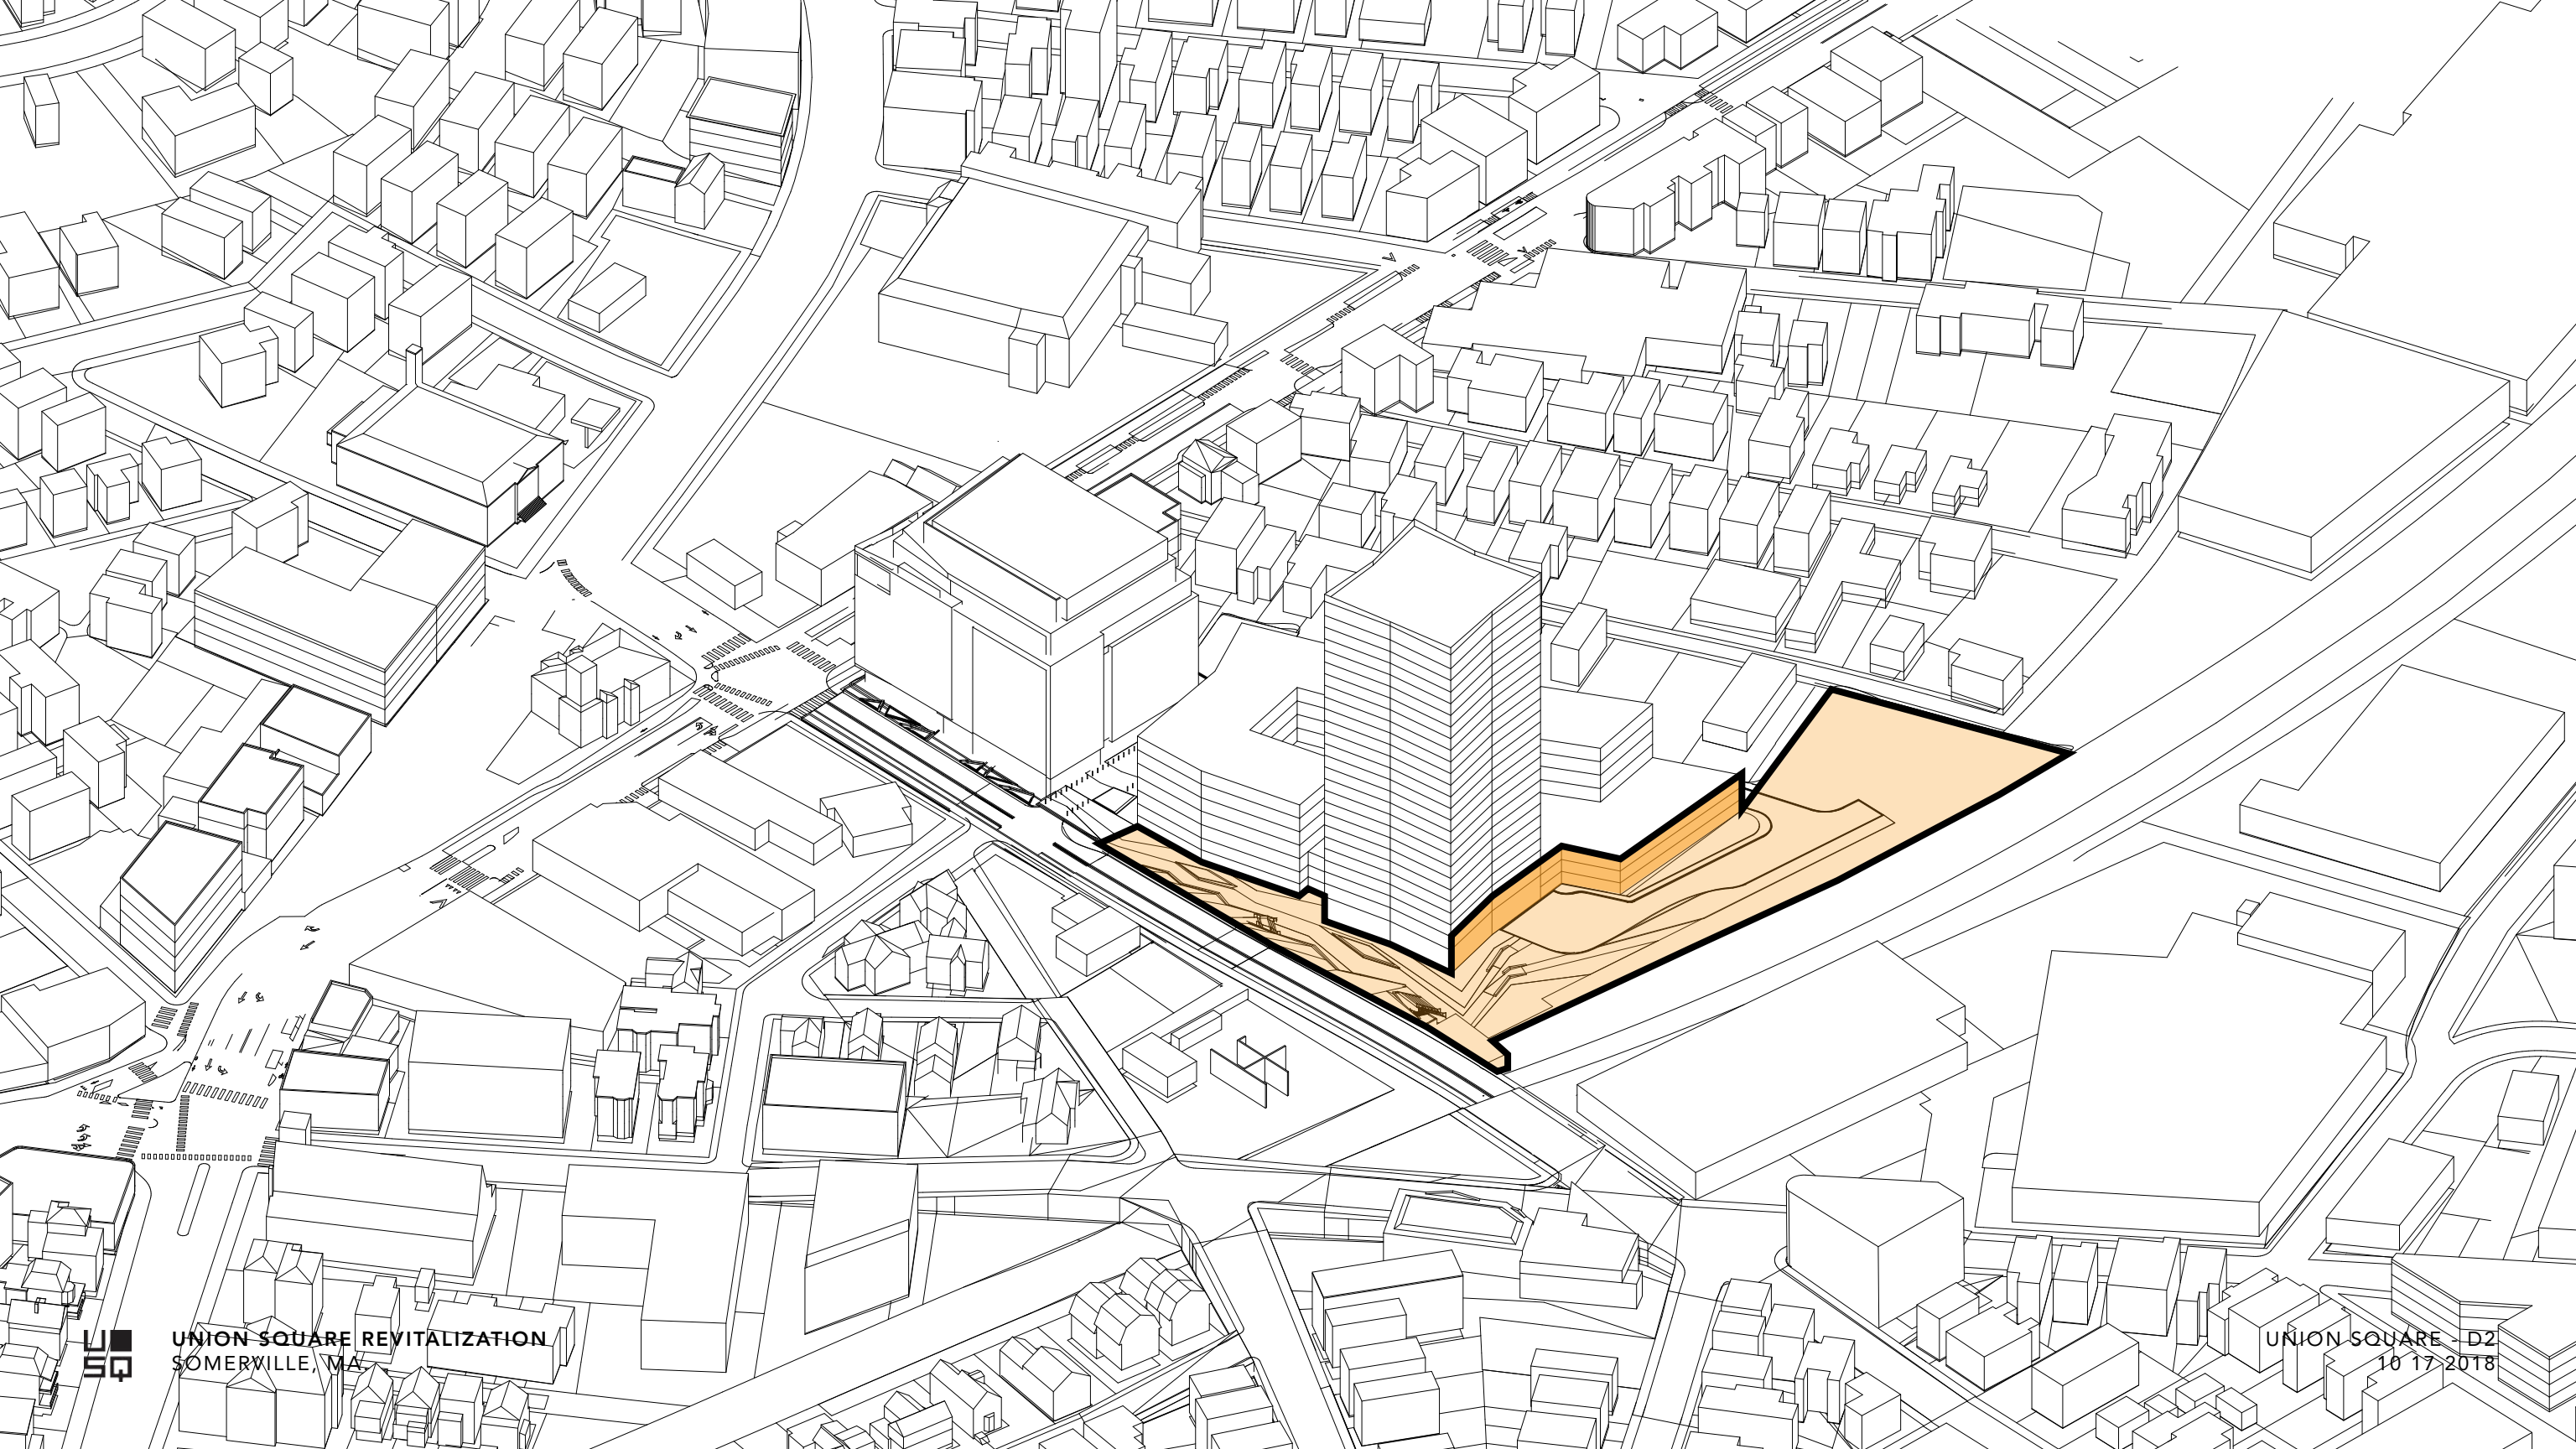 U
SQ
UNION SQUARE REVITALIZATION
SOMERVILLE, MA
UNION SQUARE - D2
10 17 2018